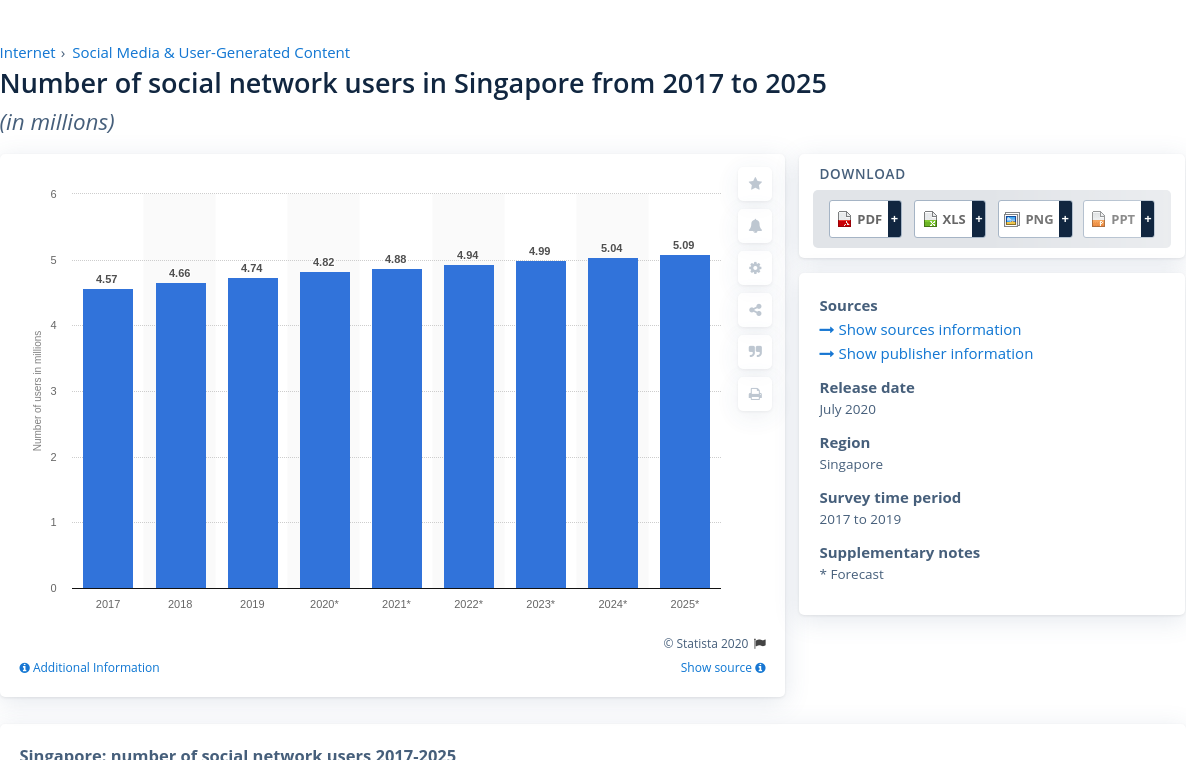 Internet › Social Media & User-Generated Content
Number of social network users in Singapore from 2017 to 2025
(in millions)
Number of users in millions
6
5
4
3
2
1
0
4.57
4.66
4.74
4.82
4.88
4.94
4.99
5.04
5.09
2017
2018
2019
2020*
2021*
2022*
2023*
2024*
2025*
© Statista 2020
Additional Information
Show source
DOWNLOAD
PDF +
XLS +
PNG +
PPT +
Sources
Show sources information
Show publisher information
Release date
July 2020
Region
Singapore
Survey time period
2017 to 2019
Supplementary notes
* Forecast
Singapore: number of social network users 2017-2025